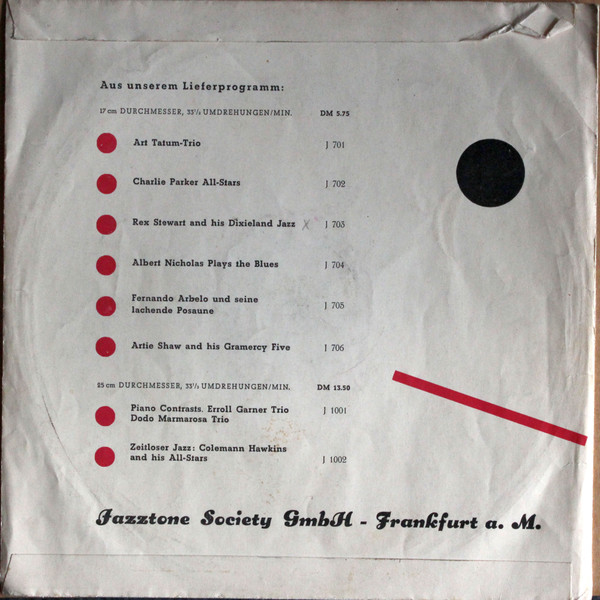 Aus unserem Lieferprogramm:
17 cm DURCHMESSER, 33 1/3 UMDREHUNGEN/MIN. DM 5.75
Art Tatum-Trio J 701
Charlie Parker All-Stars J 702
Rex Stewart and his Dixieland Jazz x J 703
Albert Nicholas Plays the Blues J 704
Fernando Arbelo und seine
lachende Posaune J 705
Artie Shaw and his Gramercy Five J 706
25 cm DURCHMESSER, 33 1/3 UMDREHUNGEN/MIN. DM 13.50
Piano Contrasts. Erroll Garner Trio J 1001
Dodo Marmarosa Trio
Zeitloser Jazz: Colemann Hawkins
and his All-Stars J 1002
Jazztone Society GmbH - Frankfurt a. M.